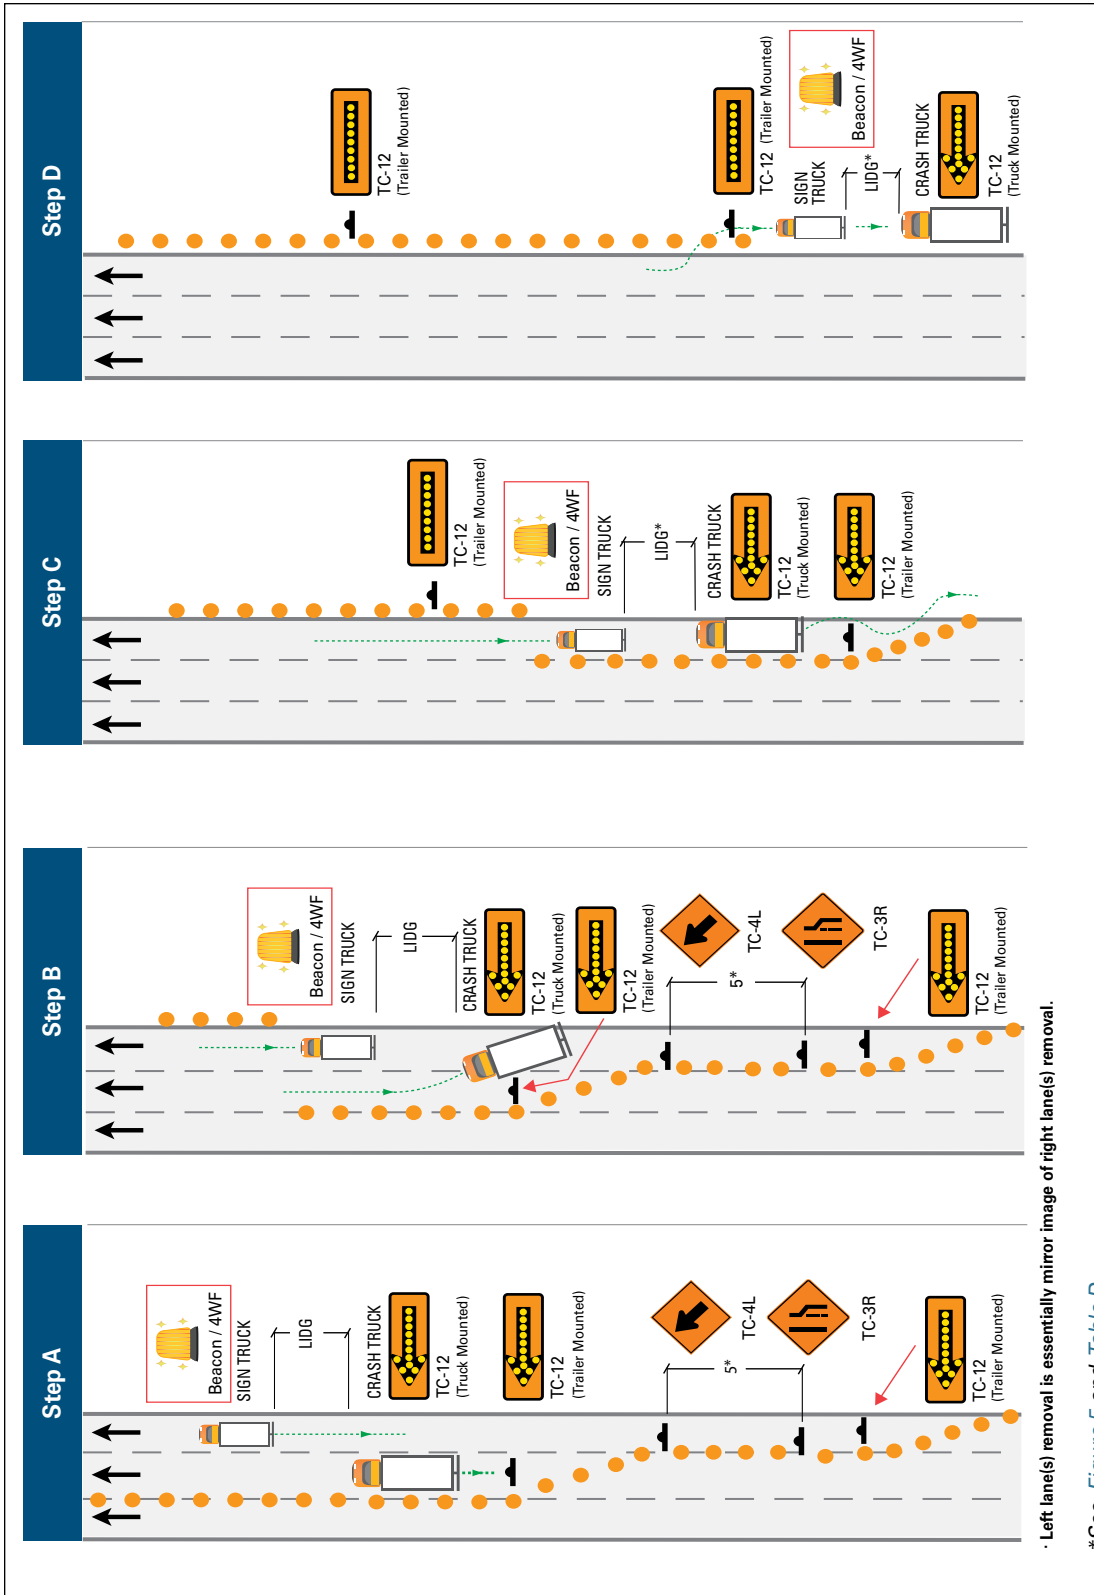 Step A
Beacon / 4WF
SIGN TRUCK
LIDG
CRASH TRUCK
TC-12
(Truck Mounted)
TC-12
(Trailer Mounted)
5*
TC-4L
TC-3R
TC-12
(Trailer Mounted)
Step B
Beacon / 4WF
SIGN TRUCK
LIDG
CRASH TRUCK
TC-12
(Truck Mounted)
TC-12
(Trailer Mounted)
5*
TC-4L
TC-3R
TC-12
(Trailer Mounted)
Step C
TC-12
(Trailer Mounted)
Beacon / 4WF
SIGN TRUCK
LIDG*
CRASH TRUCK
TC-12
(Truck Mounted)
TC-12
(Trailer Mounted)
Step D
TC-12
(Trailer Mounted)
TC-12 (Trailer Mounted)
Beacon / 4WF
SIGN
TRUCK
LIDG*
CRASH TRUCK
TC-12
(Truck Mounted)
· Left lane(s) removal is essentially mirror image of right lane(s) removal.
*See Figure and Table